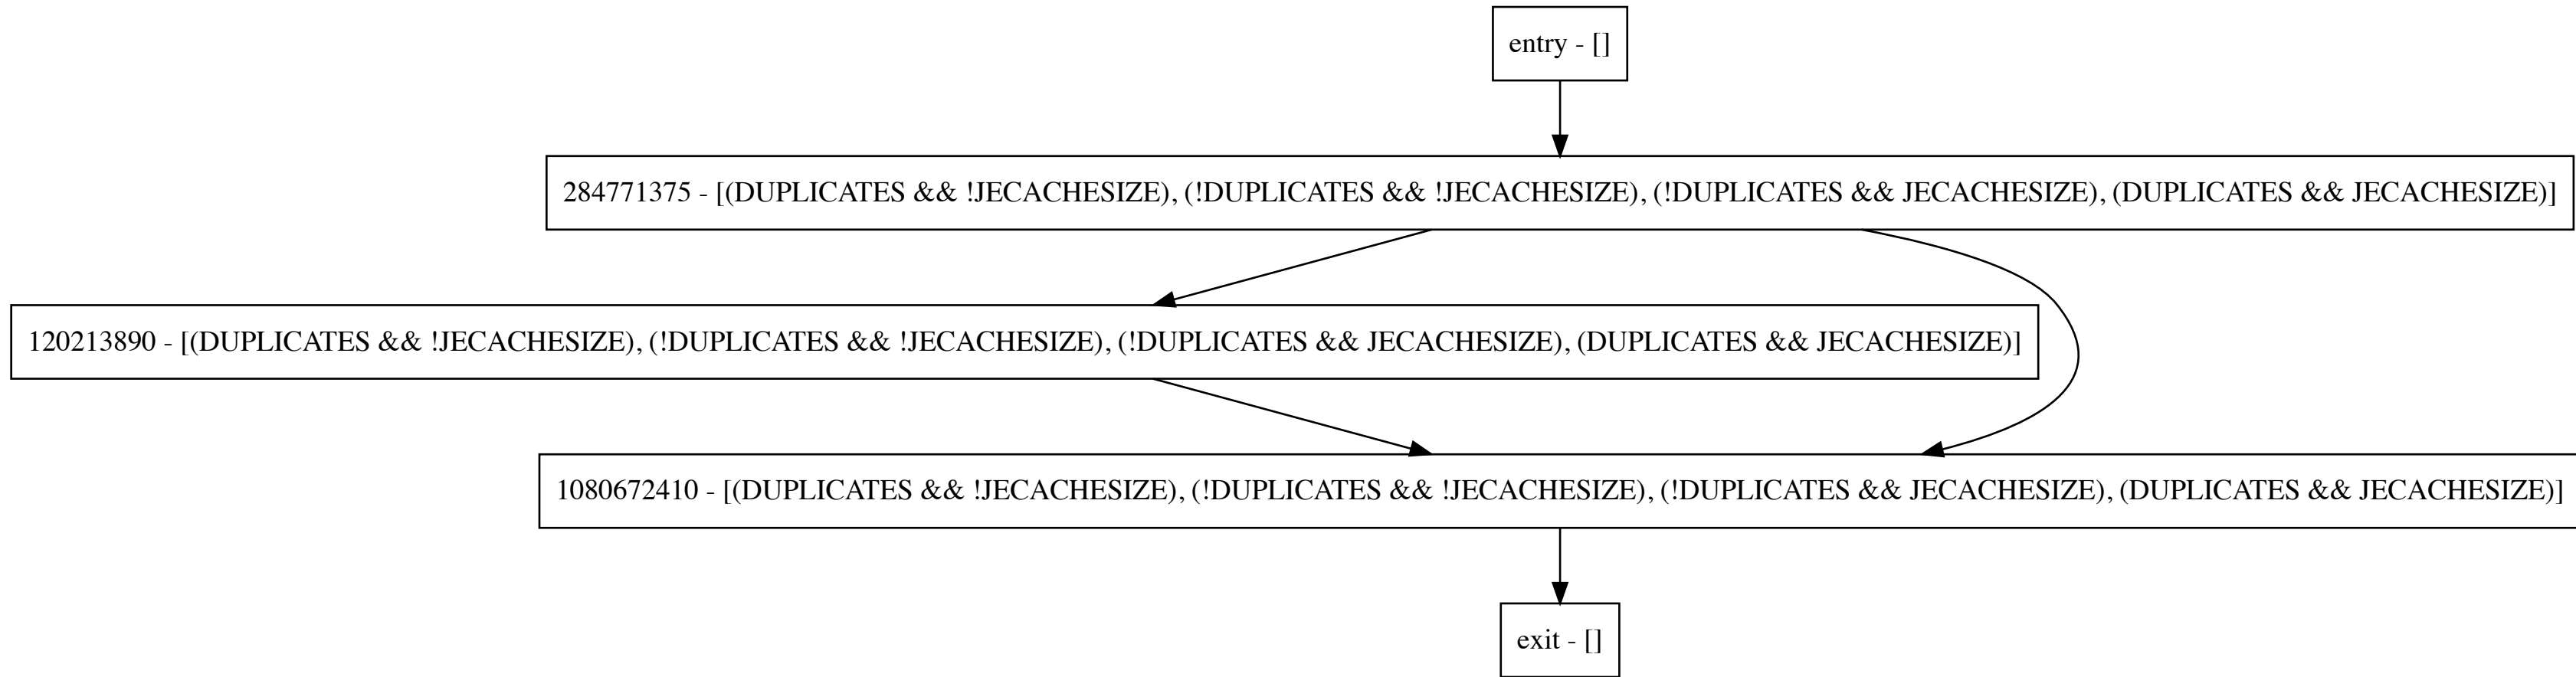 entry - []
284771375 - [(DUPLICATES && !JECACHESIZE), (!DUPLICATES && !JECACHESIZE), (!DUPLICATES && JECACHESIZE), (DUPLICATES && JECACHESIZE)]
120213890 - [(DUPLICATES && !JECACHESIZE), (!DUPLICATES && !JECACHESIZE), (!DUPLICATES && JECACHESIZE), (DUPLICATES && JECACHESIZE)]
1080672410 - [(DUPLICATES && !JECACHESIZE), (!DUPLICATES && !JECACHESIZE), (!DUPLICATES && JECACHESIZE), (DUPLICATES && JECACHESIZE)]
exit - []